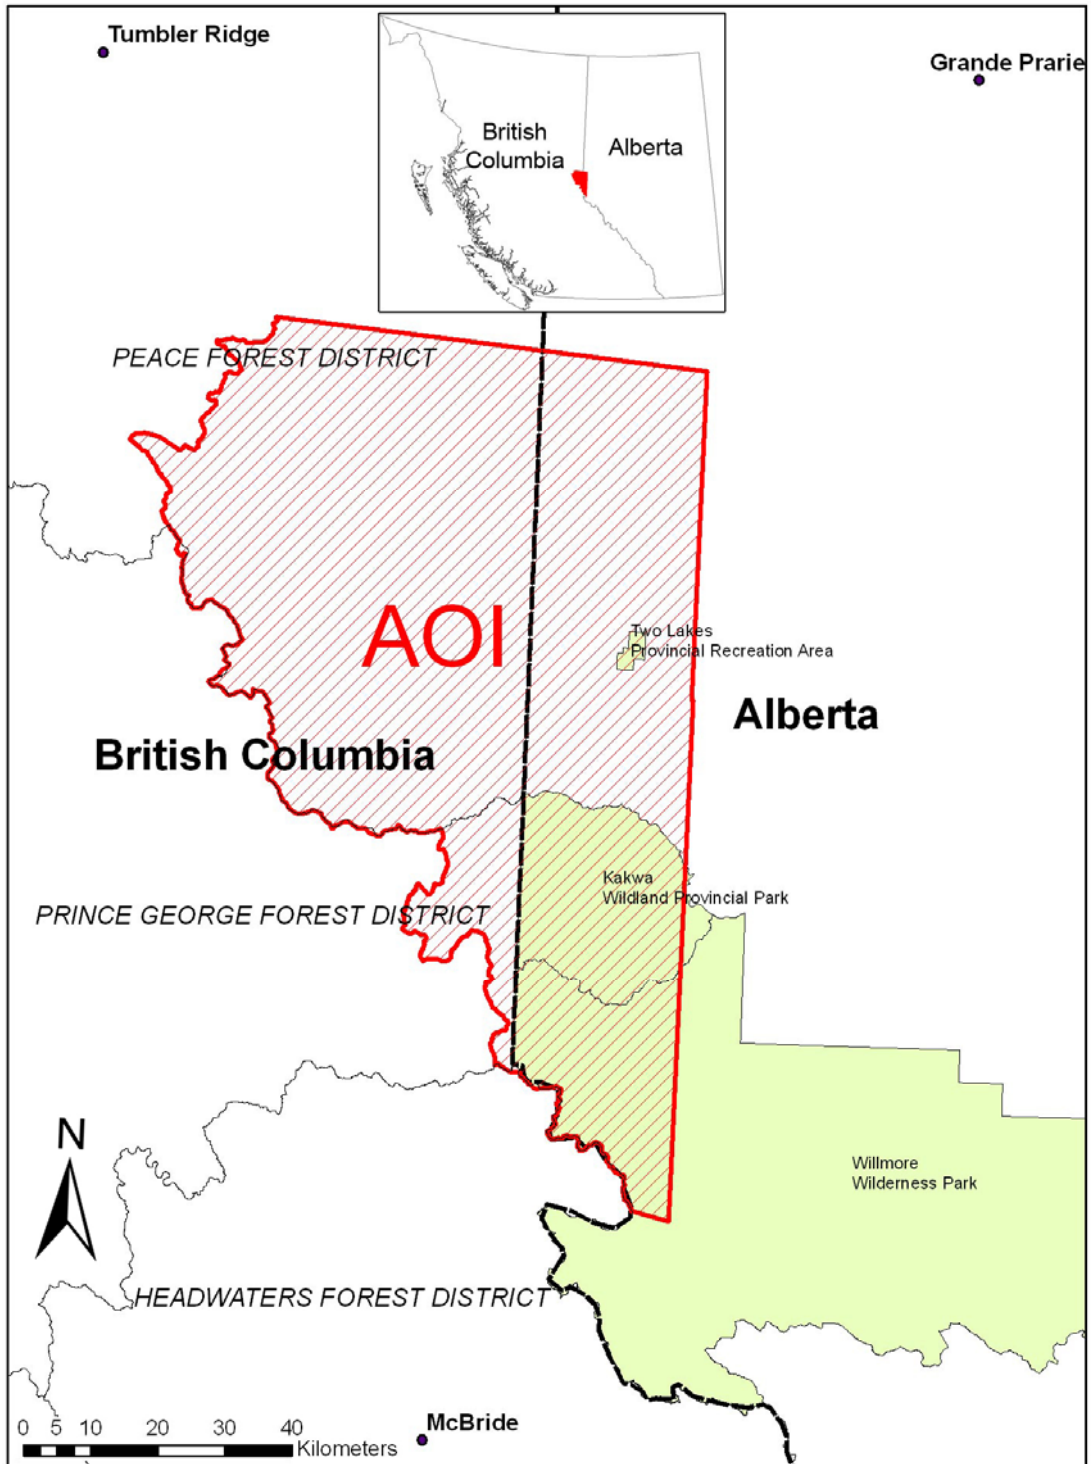 Tumbler Ridge
Grande Prarie
British
Columbia
Alberta
PEACE FOREST DISTRICT
AOI
Two Lakes
Provincial Recreation Area
Alberta
British Columbia
Kakwa
Wildland Provincial Park
PRINCE GEORGE FOREST DISTRICT
N
Willmore
Wilderness Park
HEADWATERS FOREST DISTRICT
McBride
0 5 10 20 30 40
Kilometers